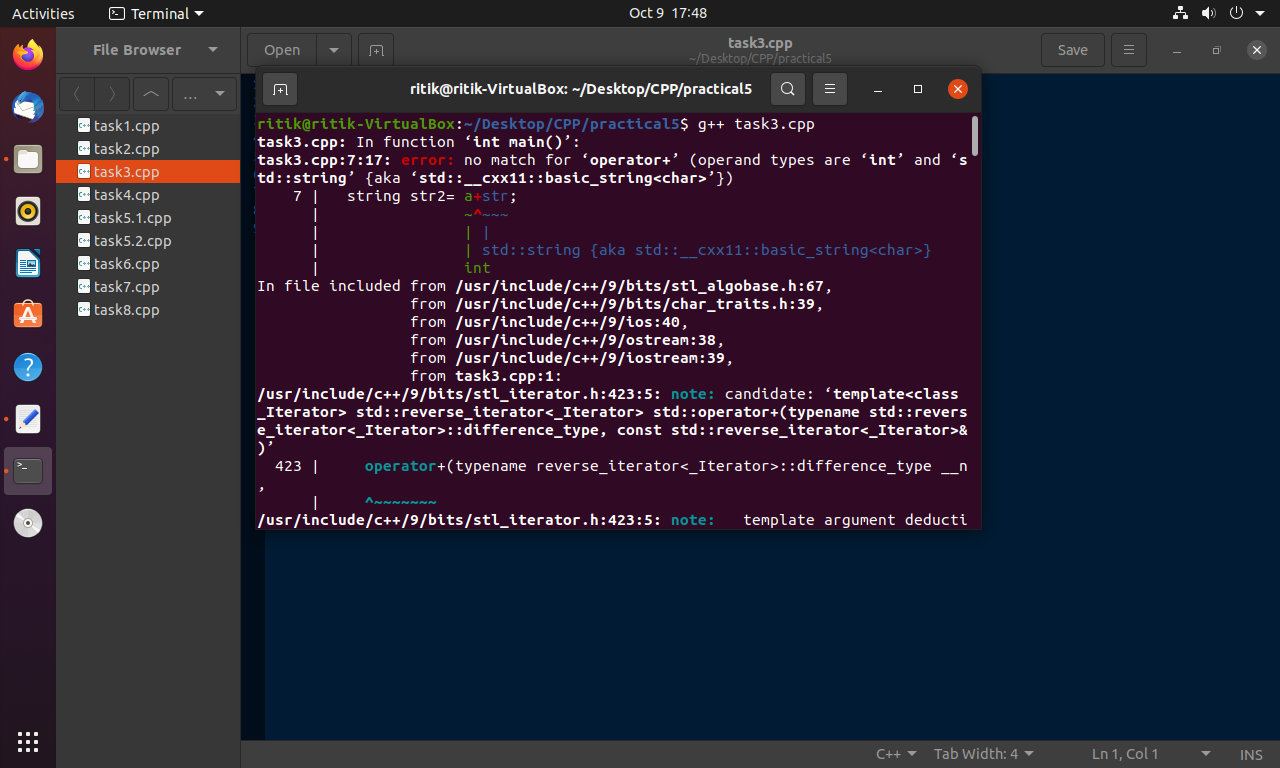 Activities Terminal Oct 9 17:48
File Browser Open task3.cpp Save
~/Desktop/CPP/practical5
...
task1.cpp
task2.cpp
task3.cpp
task4.cpp
task5.1.cpp
task5.2.cpp
task6.cpp
task7.cpp
task8.cpp
ritik@ritik-VirtualBox: ~/Desktop/CPP/practical5
ritik@ritik-VirtualBox:~/Desktop/CPP/practical5$ g++ task3.cpp
task3.cpp: In function ‘int main()’:
task3.cpp:7:17: error: no match for ‘operator+’ (operand types are ‘int’ and ‘s
td::string’ {aka ‘std::__cxx11::basic_string<char>’})
    7 |   string str2= a+str;
      |                ~^~~~
      |                | |
      |                | std::string {aka std::__cxx11::basic_string<char>}
      |                int
In file included from /usr/include/c++/9/bits/stl_algobase.h:67,
                 from /usr/include/c++/9/bits/char_traits.h:39,
                 from /usr/include/c++/9/ios:40,
                 from /usr/include/c++/9/ostream:38,
                 from /usr/include/c++/9/iostream:39,
                 from task3.cpp:1:
/usr/include/c++/9/bits/stl_iterator.h:423:5: note: candidate: ‘template<class
_Iterator> std::reverse_iterator<_Iterator> std::operator+(typename std::revers
e_iterator<_Iterator>::difference_type, const std::reverse_iterator<_Iterator>&
)’
  423 |     operator+(typename reverse_iterator<_Iterator>::difference_type __n
,
      |     ^~~~~~~~
/usr/include/c++/9/bits/stl_iterator.h:423:5: note:   template argument deducti
C++ Tab Width: 4 Ln 1, Col 1 INS